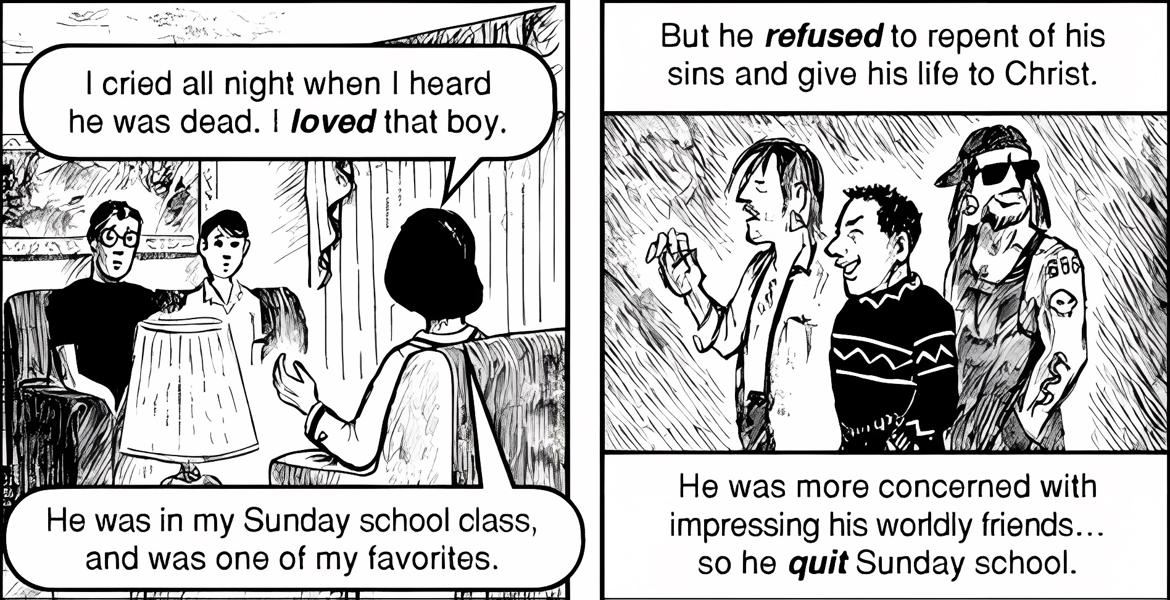 I cried all night when I heard
he was dead. I loved that boy.
He was in my Sunday school class,
and was one of my favorites.
But he refused to repent of his
sins and give his life to Christ.
666
He was more concerned with
impressing his worldly friends...
so he quit Sunday school.